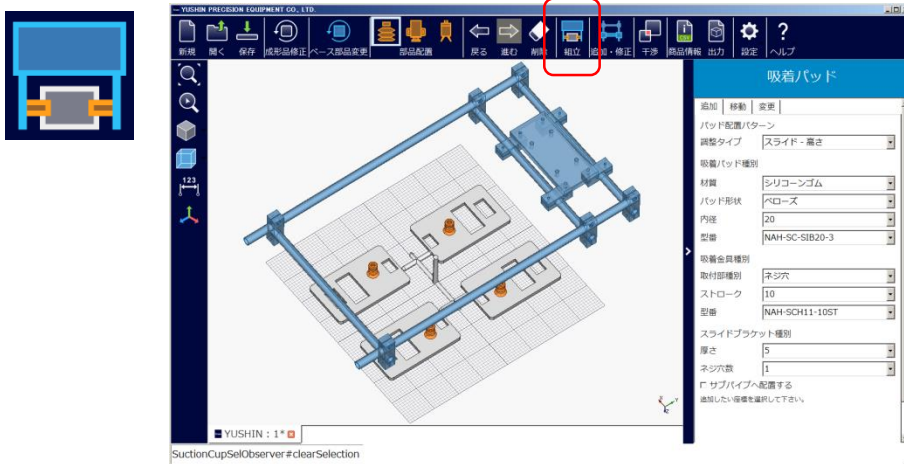 YUSHIN PRECISION EQUIPMENT CO., LTD.
新規 開く 保存 成形品修正 ベース部品変更 部品配置 戻る 進む 削除 組立 追加・修正 干渉 商品情報 出力 設定 ヘルプ
123
吸着パッド
追加 移動 変更
パッド配置パターン
調整タイプ スライド - 高さ
吸着パッド種別
材質 シリコーンゴム
パッド形状 ベローズ
内径 20
型番 NAH-SC-SIB20-3
吸着金具種別
取付部種別 ネジ穴
ストローク 10
型番 NAH-SCH11-10ST
スライドブラケット種別
厚さ 5
ネジ穴数 1
サブパイプへ配置する
追加したい座標を選択して下さい。
YUSHIN : 1*
SuctionCupSelObserver#clearSelection